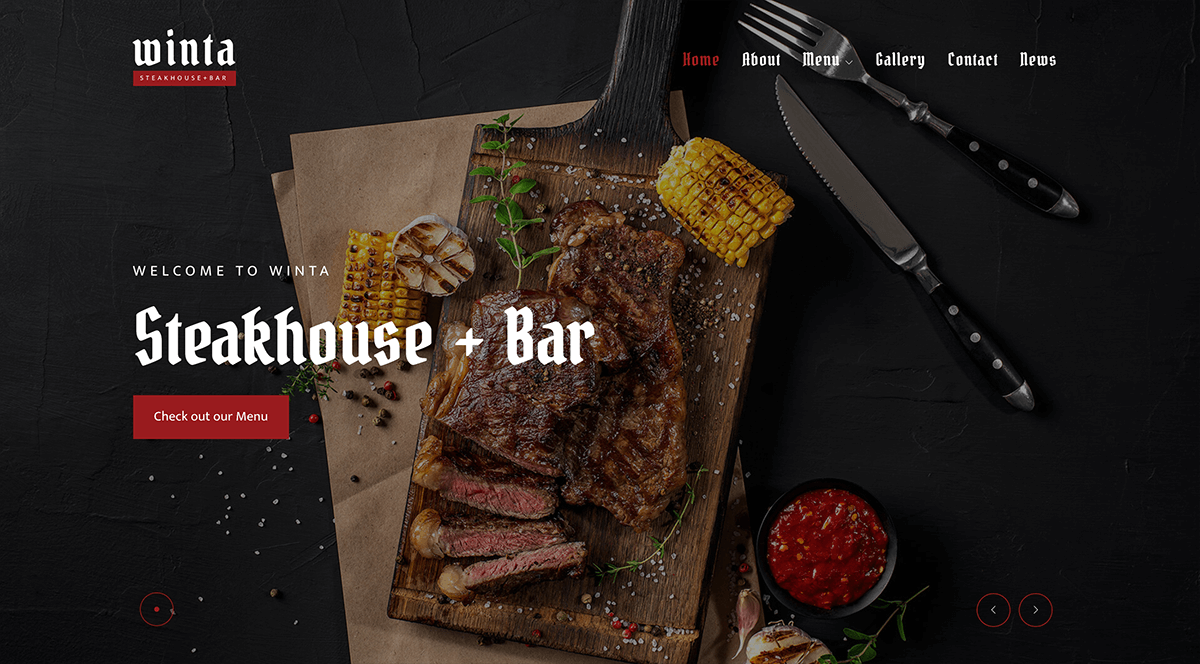 winta
STEAKHOUSE+BAR
Home About Menu Gallery Contact News
WELCOME TO WINTA
Steakhouse + Bar
Check out our Menu